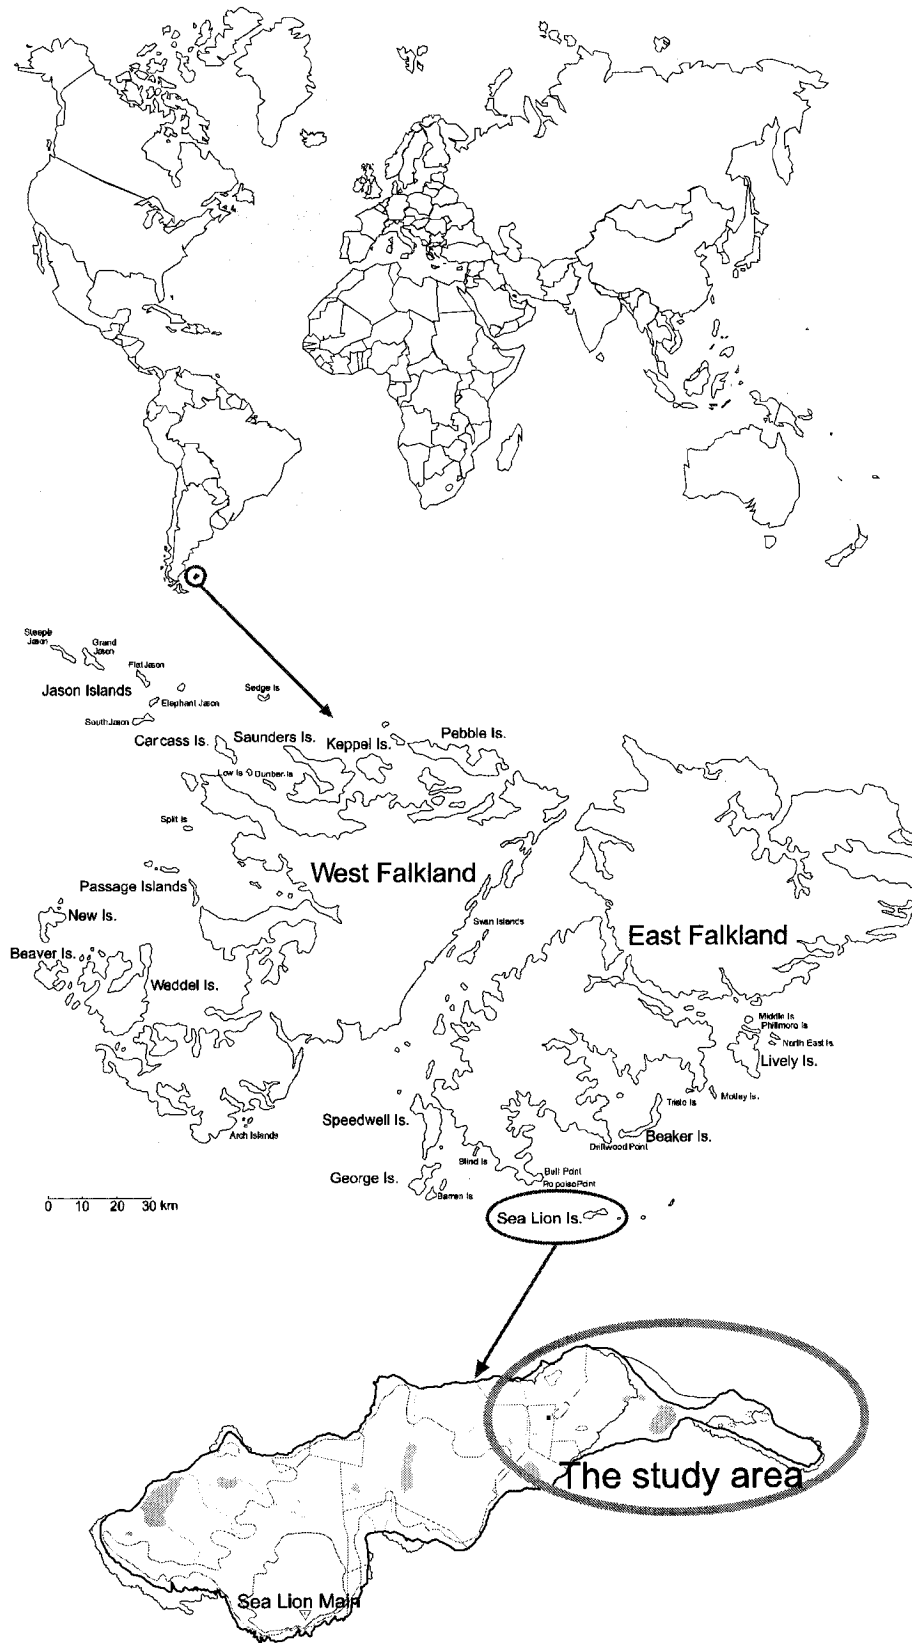 Steeple
Jason
Grand
Jason
Flat Jason
Jason Islands
Elephant Jason
South Jason
Sedge Is
Carcass Is.
Saunders Is.
Keppel Is.
Pebble Is.
Low Is
Dunbar Is
Split Is
West Falkland
Passage Islands
New Is.
Swan Islands
East Falkland
Beaver Is.
Weddel Is.
Middle Is
Phillmore Is
North East Is.
Lively Is.
Triste Is
Motley Is.
Speedwell Is.
Arch Islands
Beaker Is.
Driftwood Point
Blind Is
Bull Point
Porpoise Point
George Is.
Barren Is
0 10 20 30 km
Sea Lion Is.
The study area
Sea Lion Main